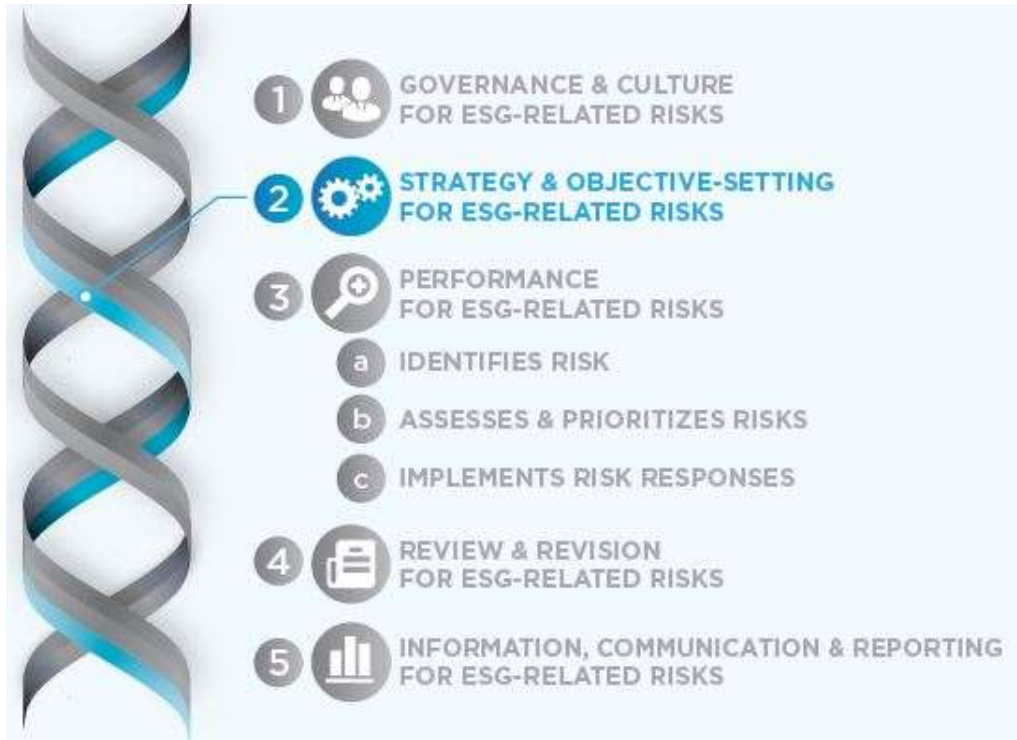 1 GOVERNANCE & CULTURE
FOR ESG-RELATED RISKS
2 STRATEGY & OBJECTIVE-SETTING
FOR ESG-RELATED RISKS
3 PERFORMANCE
FOR ESG-RELATED RISKS
a IDENTIFIES RISK
b ASSESSES & PRIORITIZES RISKS
c IMPLEMENTS RISK RESPONSES
4 REVIEW & REVISION
FOR ESG-RELATED RISKS
5 INFORMATION, COMMUNICATION & REPORTING
FOR ESG-RELATED RISKS